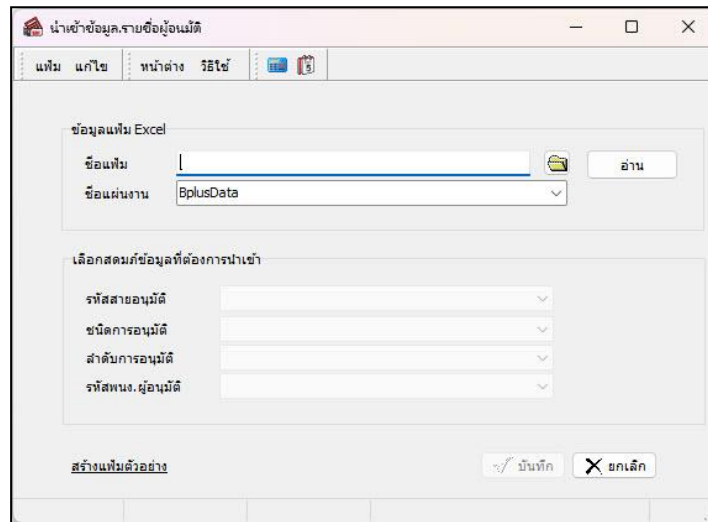 นำเข้าข้อมูล.รายชื่อผู้อนุมัติ
แฟ้ม แก้ไข หน้าต่าง วิธีใช้
ข้อมูลแฟ้ม Excel
ชื่อแฟ้ม อ่าน
ชื่อแผ่นงาน BplusData
เลือกสดมภ์ข้อมูลที่ต้องการนำเข้า
รหัสสายอนุมัติ
ชนิดการอนุมัติ
ลำดับการอนุมัติ
รหัสพนง.ผู้อนุมัติ
สร้างแฟ้มตัวอย่าง บันทึก ยกเลิก